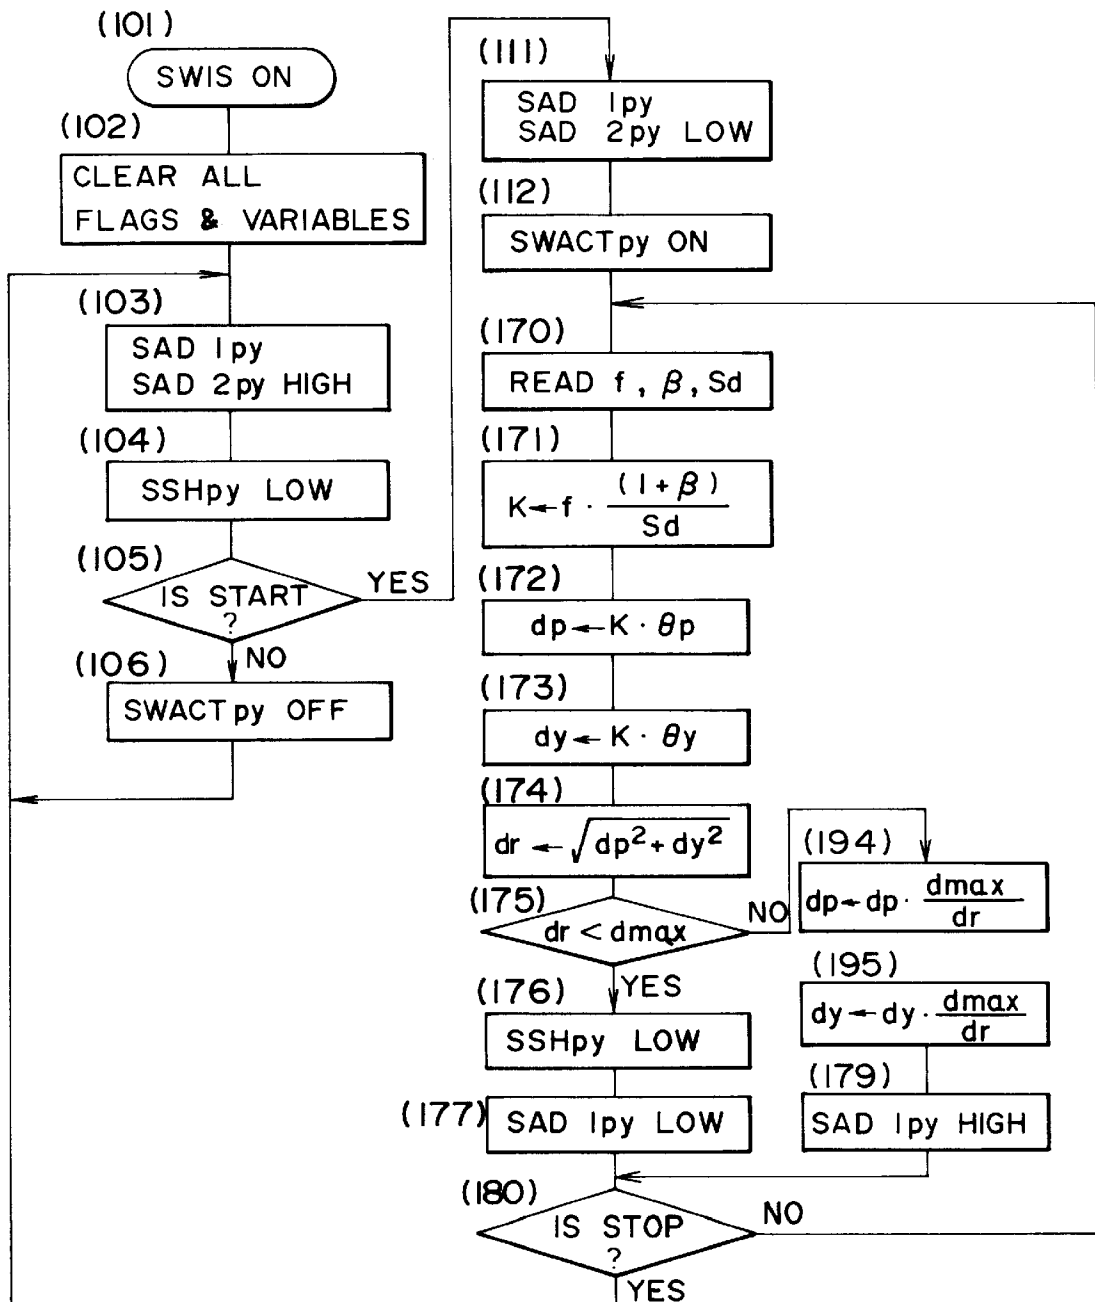 (101)
SWIS ON
(102)
CLEAR ALL
FLAGS & VARIABLES
(103)
SAD 1py
SAD 2py HIGH
(104)
SSHpy LOW
(105)
IS START
?
YES
NO
(106)
SWACTpy OFF
(111)
SAD 1py
SAD 2py LOW
(112)
SWACTpy ON
(170)
READ f, β, Sd
(171)
K←f · (1+β)
Sd
(172)
dp←K · θp
(173)
dy←K · θy
(174)
dr←√dp²+dy²
(175)
dr < dmax
NO
YES
(194)
dp←dp · dmax
dr
(195)
dy←dy · dmax
dr
(176)
SSHpy LOW
(179)
SAD 1py HIGH
(177)
SAD 1py LOW
(180)
IS STOP
?
NO
YES